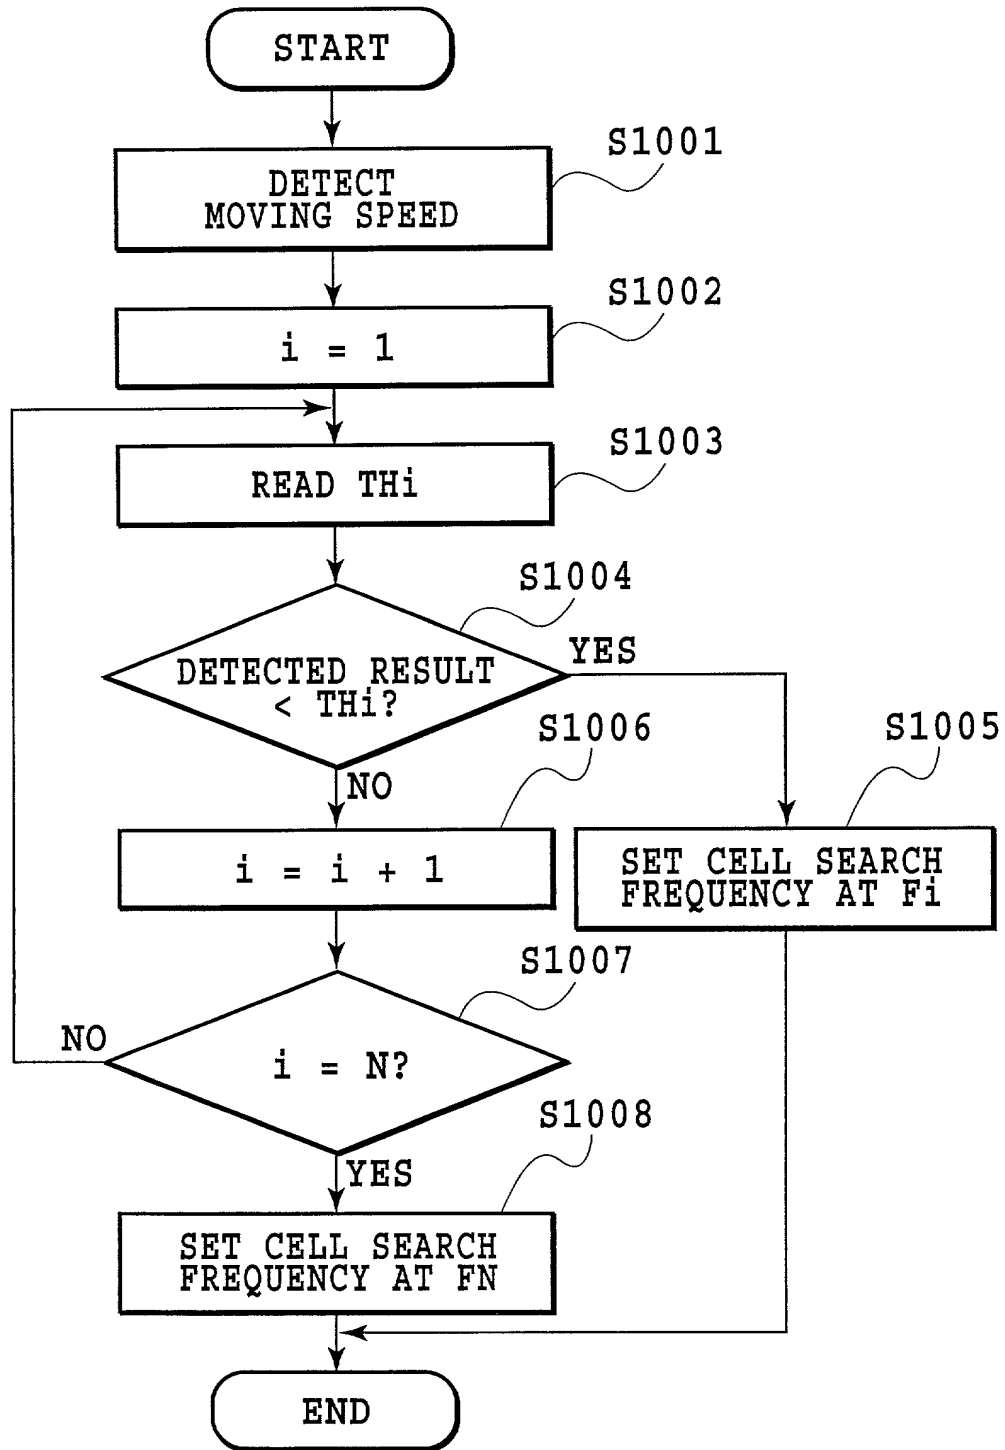 START
S1001
DETECT
MOVING SPEED
S1002
i = 1
S1003
READ THi
S1004
DETECTED RESULT
< THi?
YES
NO
S1006
i = i + 1
S1005
SET CELL SEARCH
FREQUENCY AT Fi
S1007
i = N?
NO
YES
S1008
SET CELL SEARCH
FREQUENCY AT FN
END